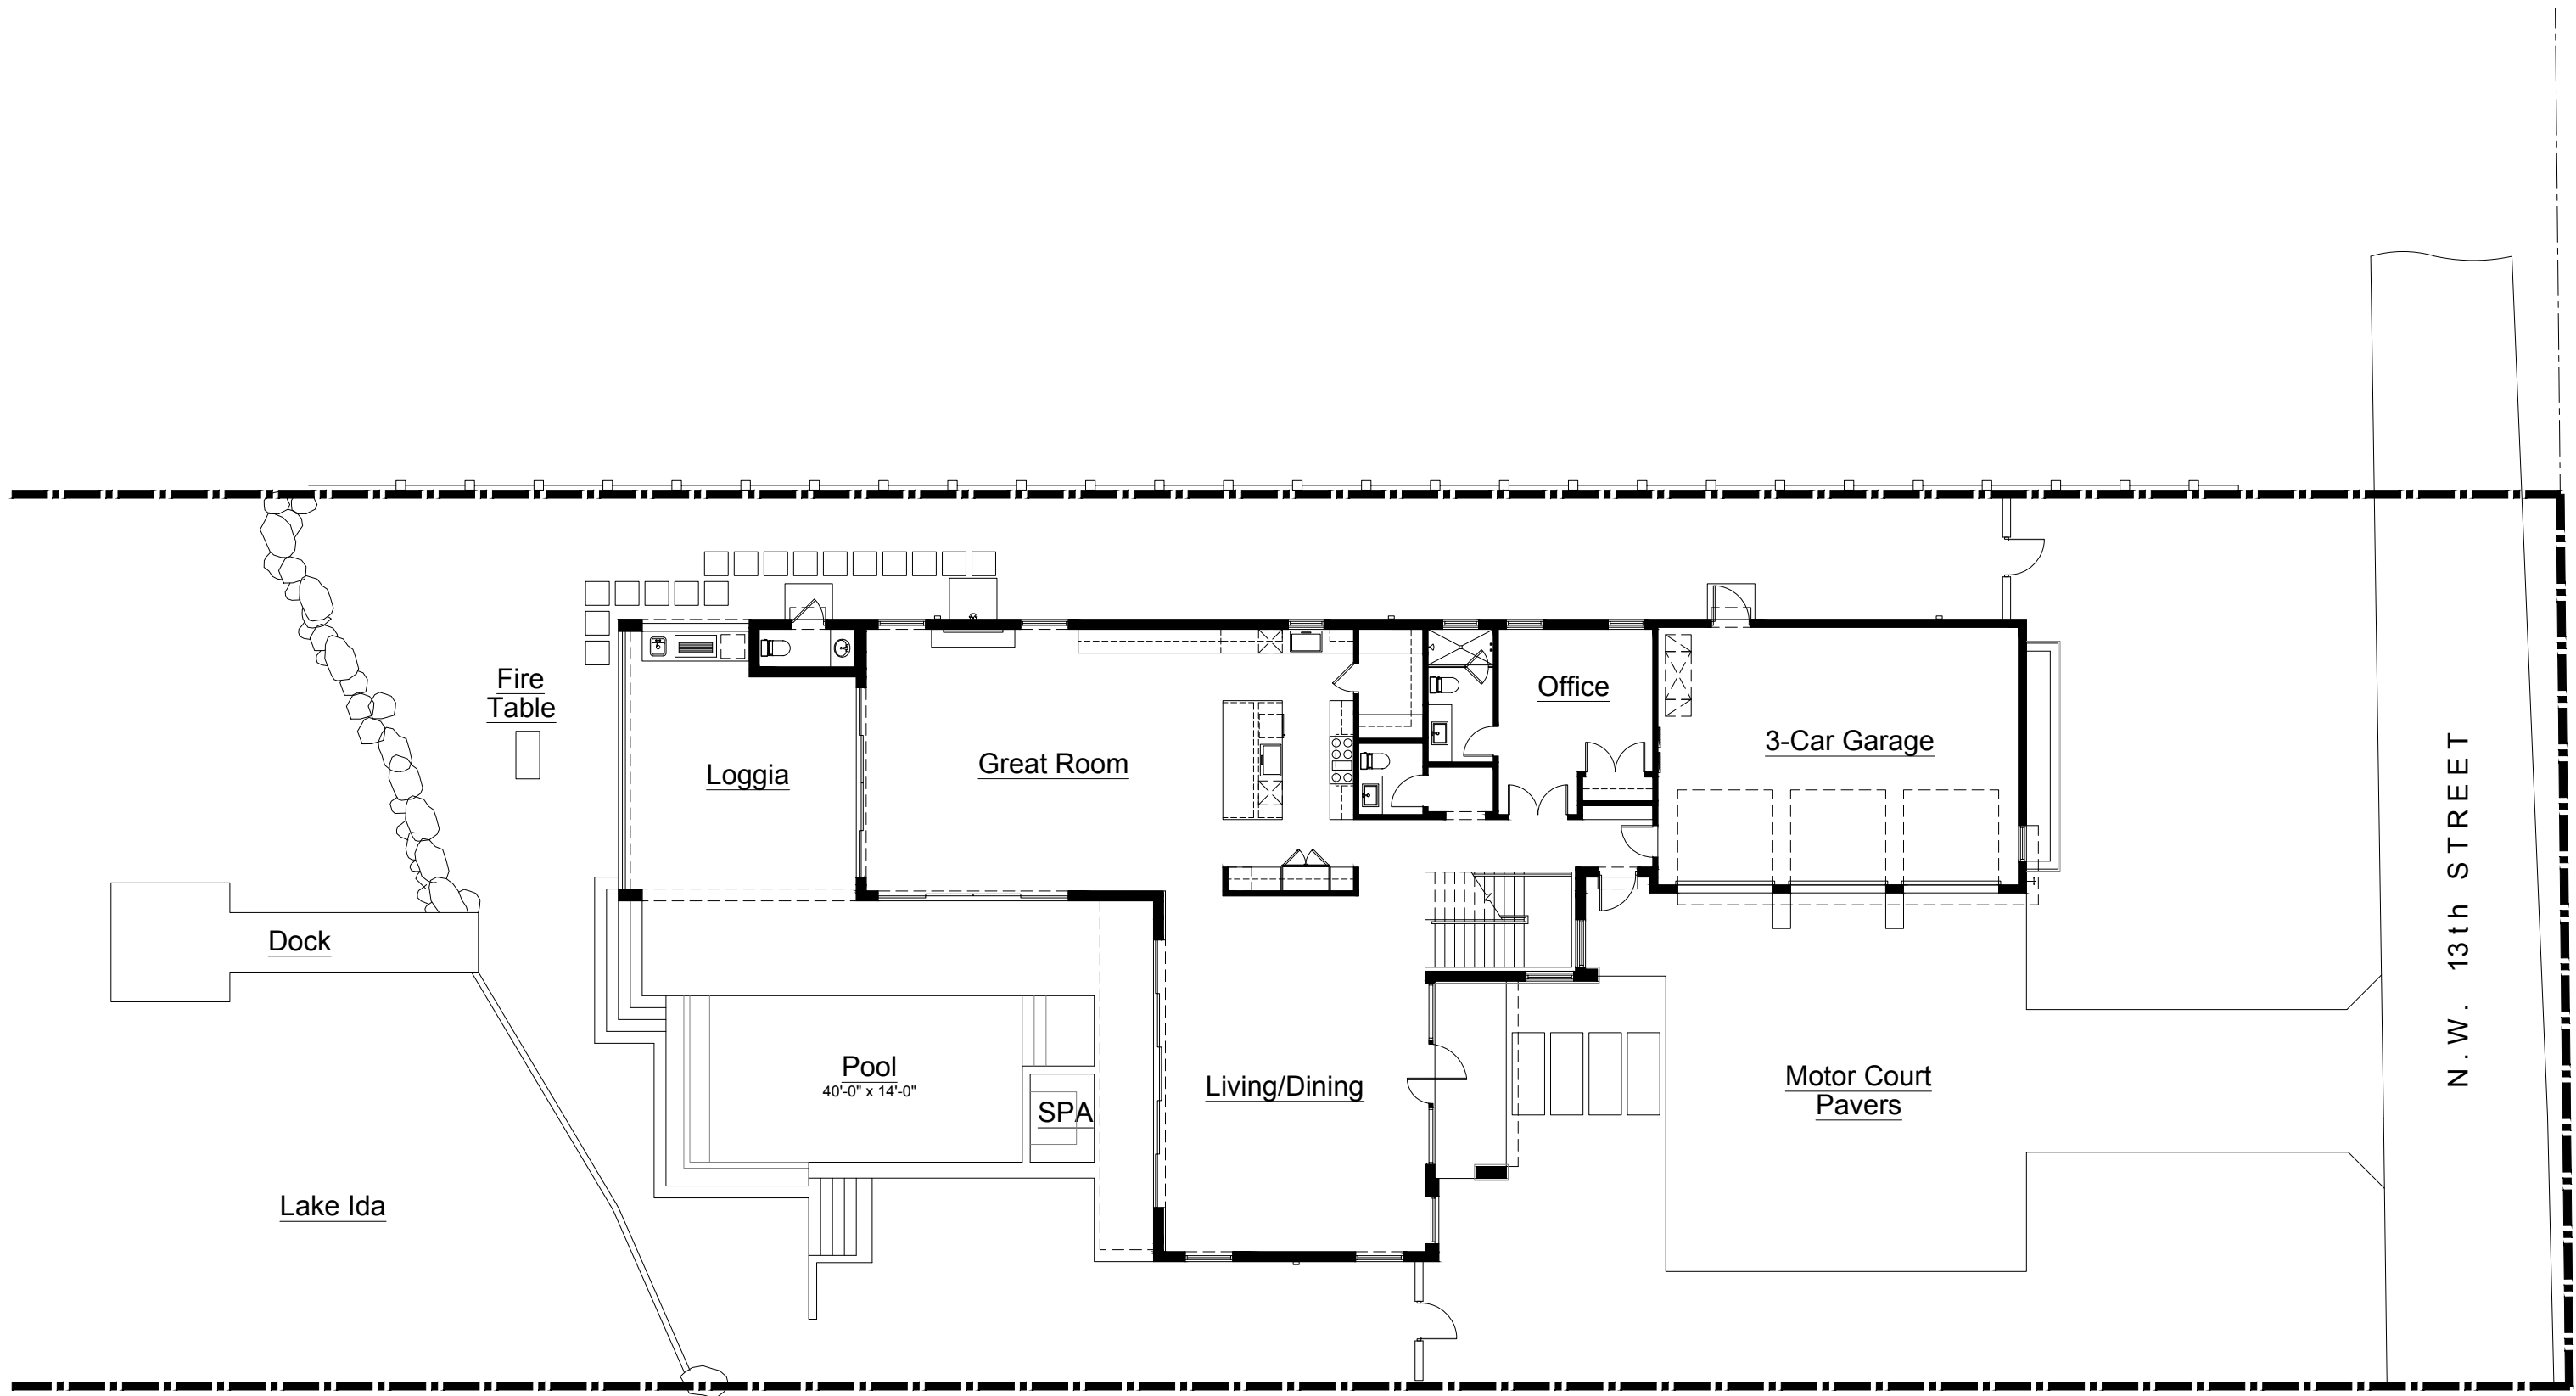 Fire
Table
Office
3-Car Garage
Great Room
Loggia
Dock
Pool
40'-0" x 14'-0"
SPA
Living/Dining
Motor Court
Pavers
Lake Ida
N.W. 13th STREET